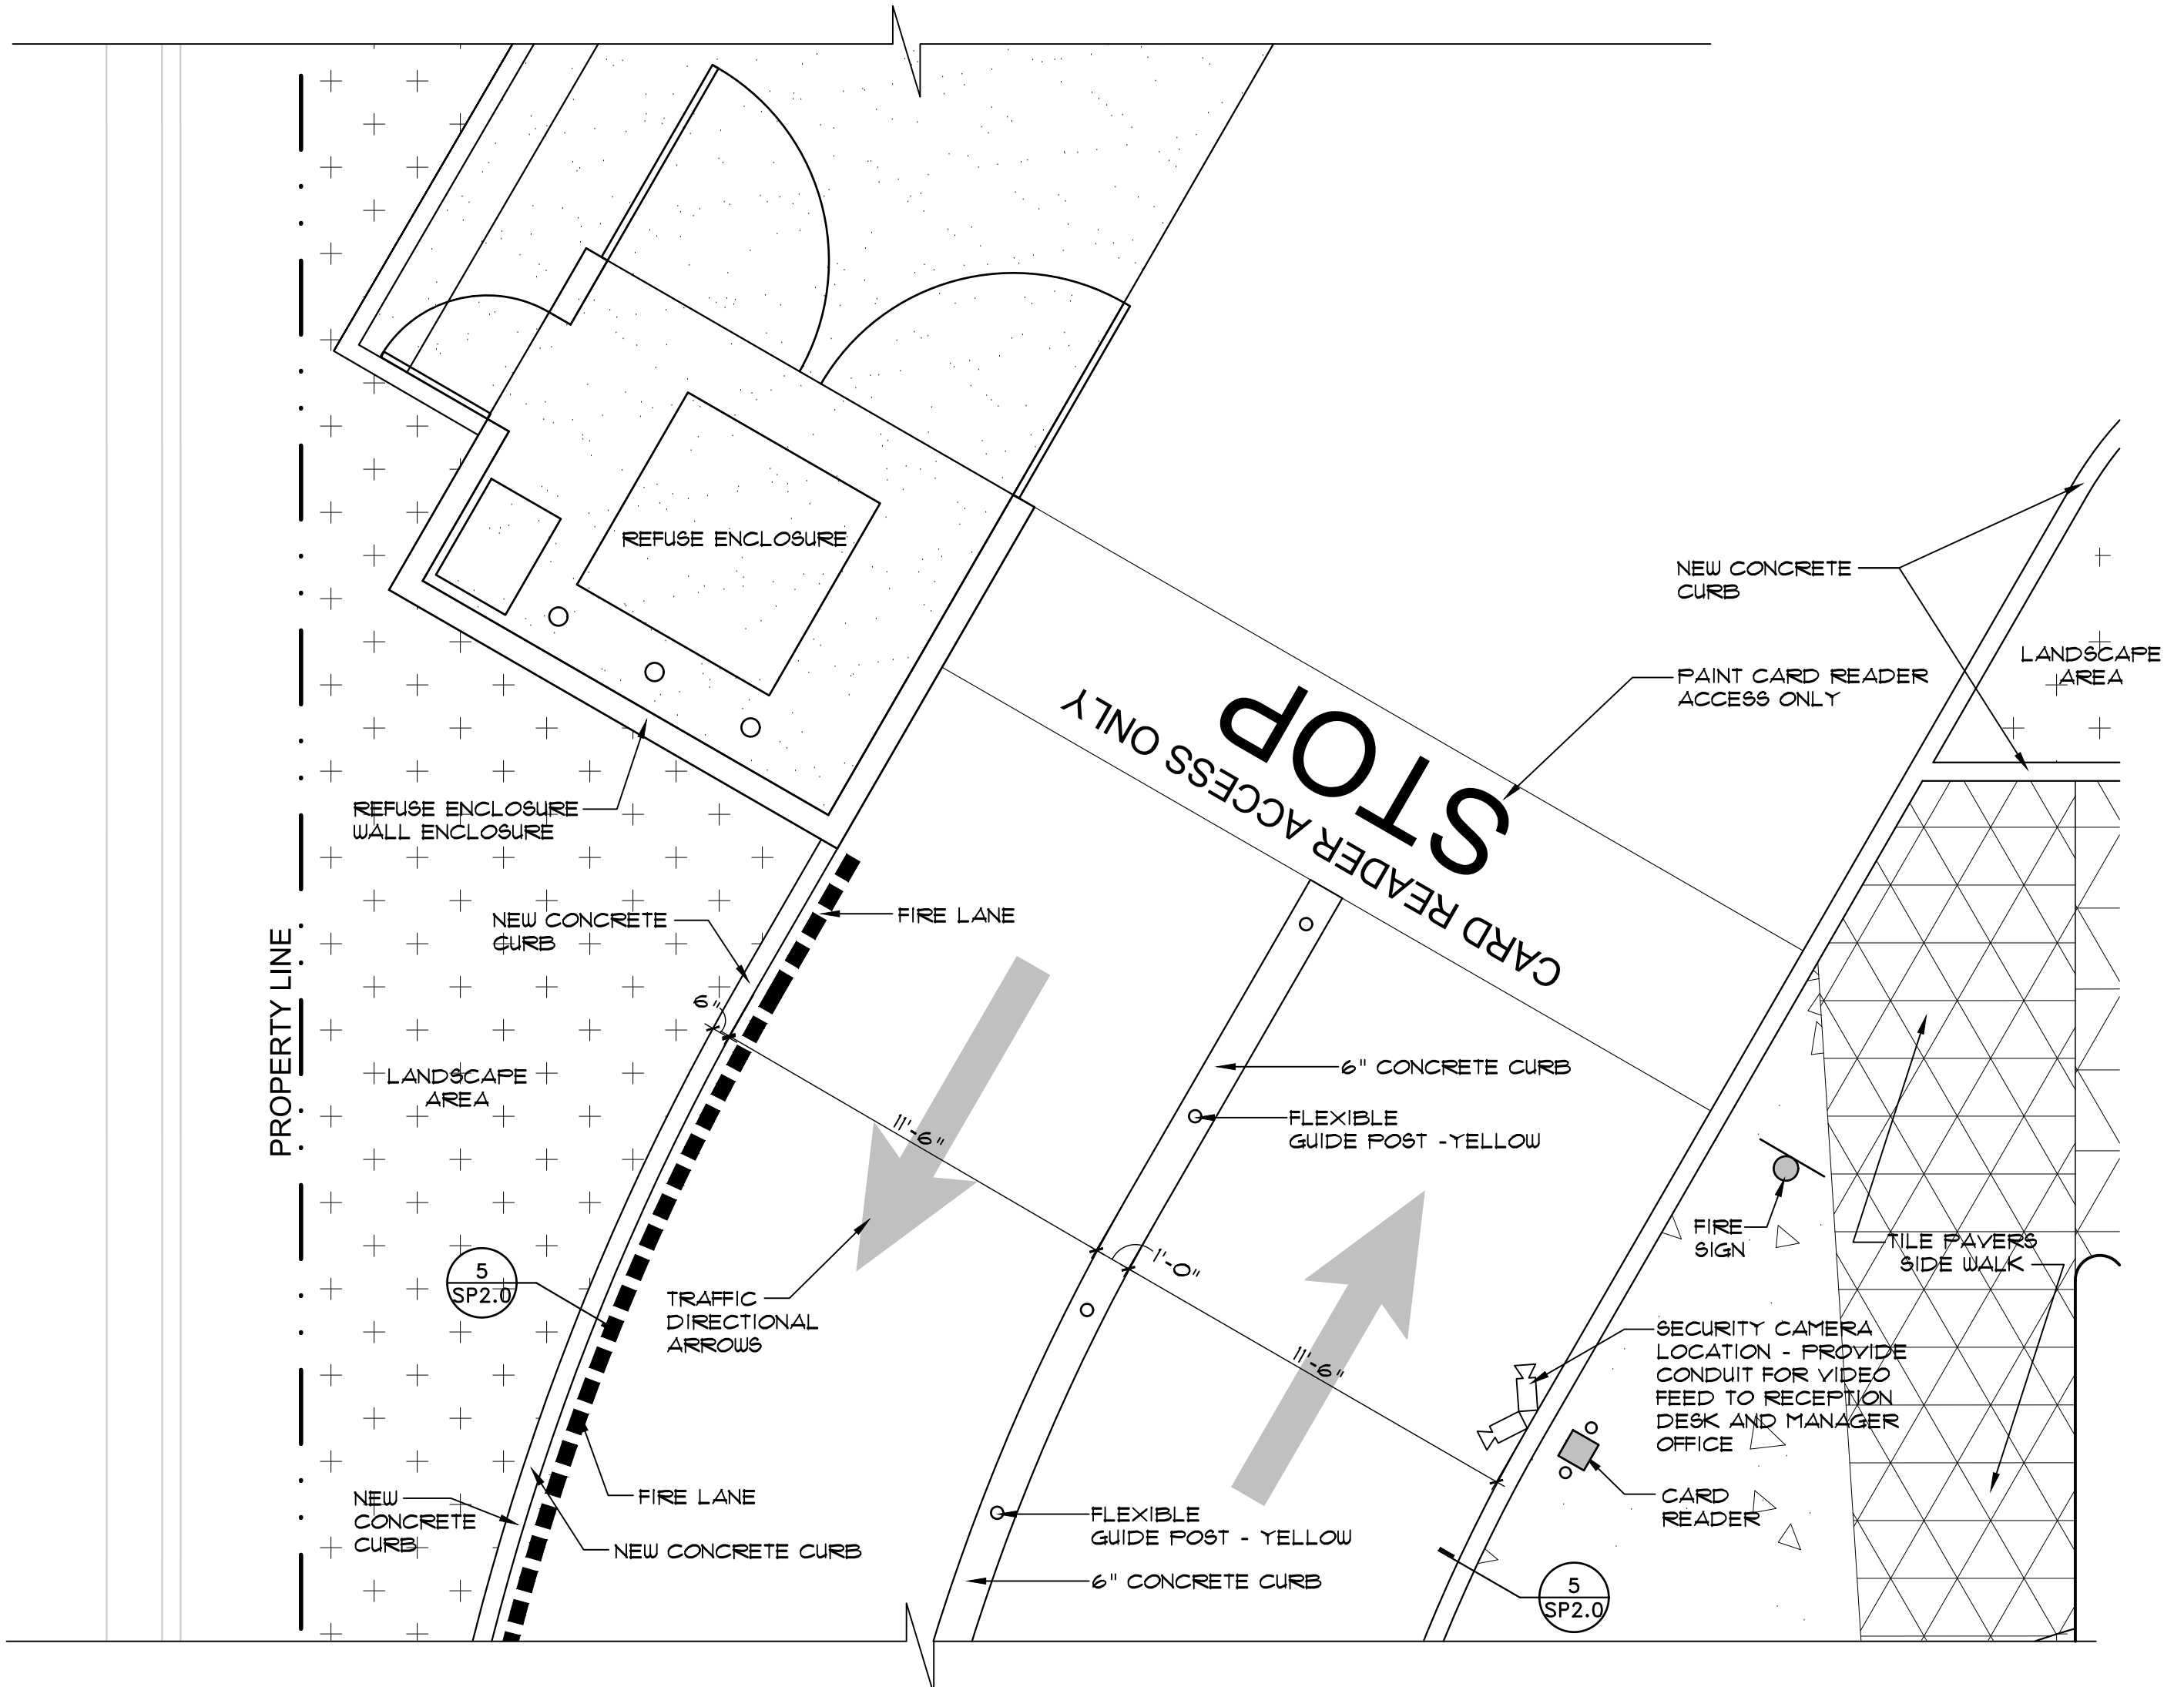 REFUSE ENCLOSURE
NEW CONCRETE
CURB
LANDSCAPE
AREA
PAINT CARD READER
ACCESS ONLY
STOP
CARD READER ACCESS ONLY
REFUSE ENCLOSURE
WALL ENCLOSURE
NEW CONCRETE
CURB
FIRE LANE
PROPERTY LINE
6"
LANDSCAPE
AREA
11'-6"
6" CONCRETE CURB
FLEXIBLE
GUIDE POST -YELLOW
FIRE
SIGN
TILE PAVERS
SIDE WALK
1'-0"
5
SP2.0
TRAFFIC
DIRECTIONAL
ARROWS
11'-6"
SECURITY CAMERA
LOCATION - PROVIDE
CONDUIT FOR VIDEO
FEED TO RECEPTION
DESK AND MANAGER
OFFICE
CARD
READER
NEW
CONCRETE
CURB
FIRE LANE
NEW CONCRETE CURB
FLEXIBLE
GUIDE POST - YELLOW
6" CONCRETE CURB
5
SP2.0